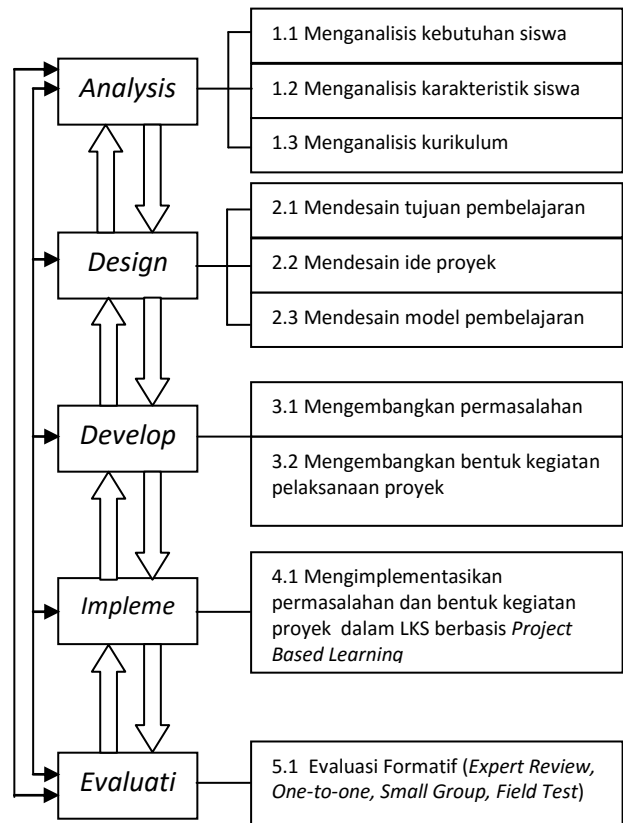 Analysis
1.1 Menganalisis kebutuhan siswa
1.2 Menganalisis karakteristik siswa
1.3 Menganalisis kurikulum
Design
2.1 Mendesain tujuan pembelajaran
2.2 Mendesain ide proyek
2.3 Mendesain model pembelajaran
Develop
3.1 Mengembangkan permasalahan
3.2 Mengembangkan bentuk kegiatan
pelaksanaan proyek
Impleme
4.1 Mengimplementasikan
permasalahan dan bentuk kegiatan
proyek dalam LKS berbasis Project
Based Learning
Evaluati
5.1 Evaluasi Formatif (Expert Review,
One-to-one, Small Group, Field Test)